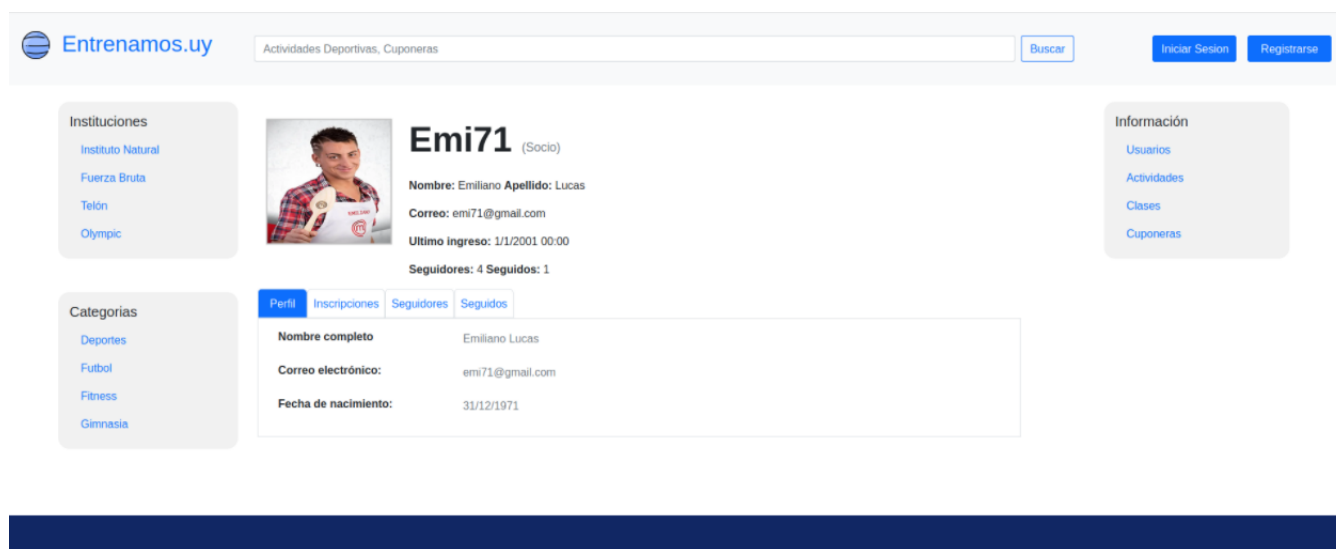 Entrenamos.uy
Actividades Deportivas, Cuponeras
Buscar
Iniciar Sesion
Registrarse
Instituciones
Instituto Natural
Fuerza Bruta
Telón
Olympic
Categorias
Deportes
Futbol
Fitness
Gimnasia
Emi71 (Socio)
Nombre: Emiliano Apellido: Lucas
Correo: emi71@gmail.com
Ultimo ingreso: 1/1/2001 00:00
Seguidores: 4 Seguidos: 1
Perfil Inscripciones Seguidores Seguidos
Nombre completo Emiliano Lucas
Correo electrónico: emi71@gmail.com
Fecha de nacimiento: 31/12/1971
Información
Usuarios
Actividades
Clases
Cuponeras